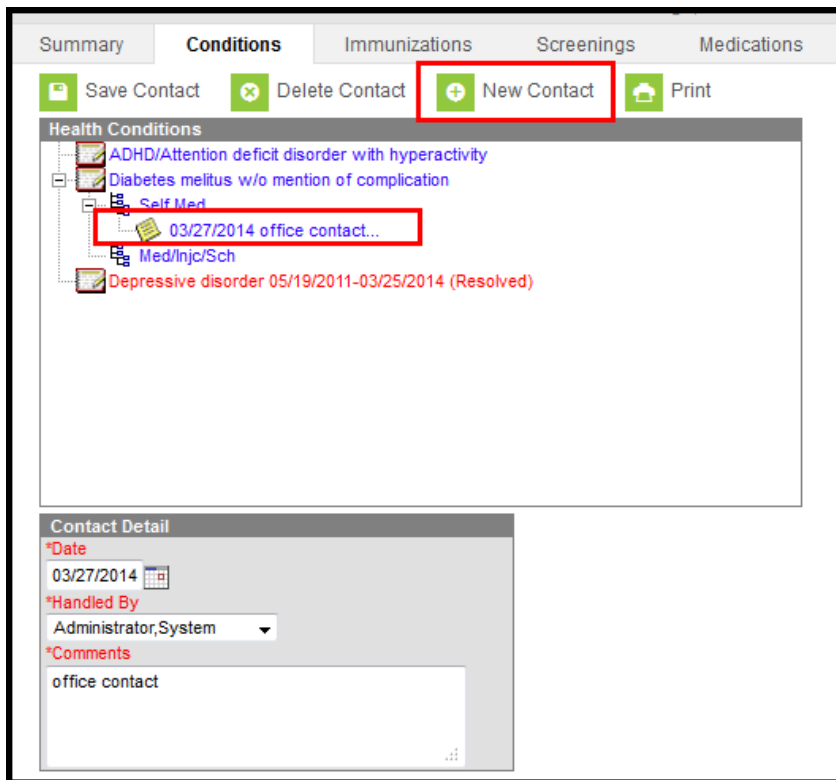 Summary Conditions Immunizations Screenings Medications
Save Contact Delete Contact New Contact Print
Health Conditions
ADHD/Attention deficit disorder with hyperactivity
Diabetes melitus w/o mention of complication
Self Med
03/27/2014 office contact...
Med/Injc/Sch
Depressive disorder 05/19/2011-03/25/2014 (Resolved)
Contact Detail
*Date
03/27/2014
*Handled By
Administrator,System
*Comments
office contact